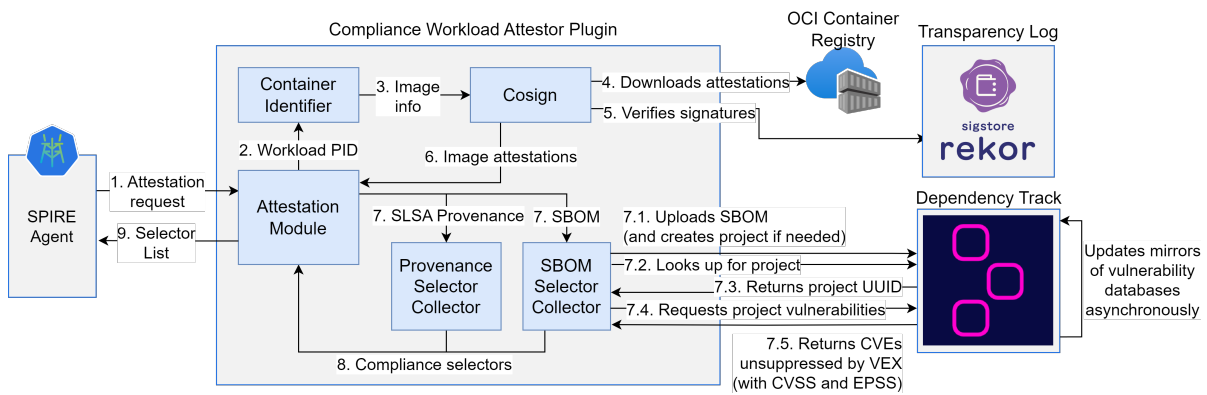 Compliance Workload Attestor Plugin
OCI Container
Registry
Transparency Log
Container
Identifier
3. Image
info
Cosign
4. Downloads attestations
5. Verifies signatures
sigstore
rekor
2. Workload PID
6. Image attestations
SPIRE
Agent
1. Attestation
request
9. Selector
List
Attestation
Module
7. SLSA Provenance
7. SBOM
Provenance
Selector
Collector
SBOM
Selector
Collector
8. Compliance selectors
7.1. Uploads SBOM
(and creates project if needed)
7.2. Looks up for project
7.3. Returns project UUID
7.4. Requests project vulnerabilities
7.5. Returns CVEs
unsuppressed by VEX
(with CVSS and EPSS)
Dependency Track
Updates mirrors
of vulnerability
databases
asynchronously